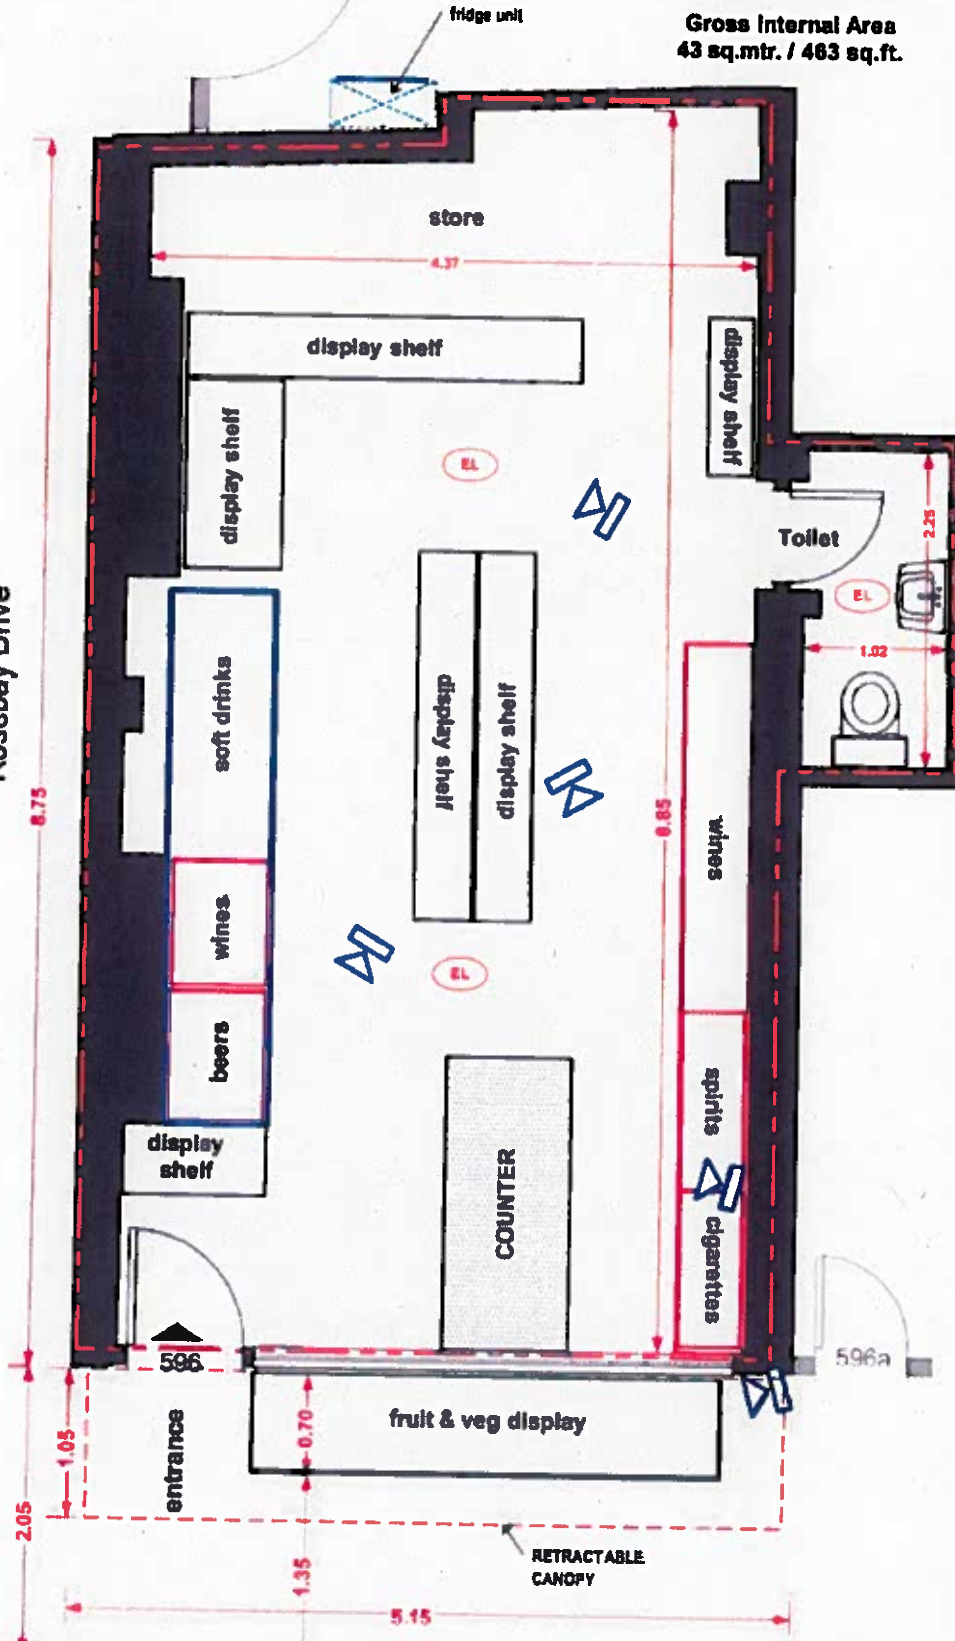 fridge unit
Gross Internal Area
43 sq.mtr. / 463 sq.ft.
store
4.37
display shelf
display shelf
display shelf
EL
Toilet
2.25
EL
1.02
Drive
8.75
soft drinks
display shelf
display shelf
wines
wines
beers
EL
spirits
cigarettes
display
shelf
COUNTER
596
596a
entrance
fruit & veg display
0.70
1.05
2.05
1.35
RETRACTABLE
CANOPY
5.15